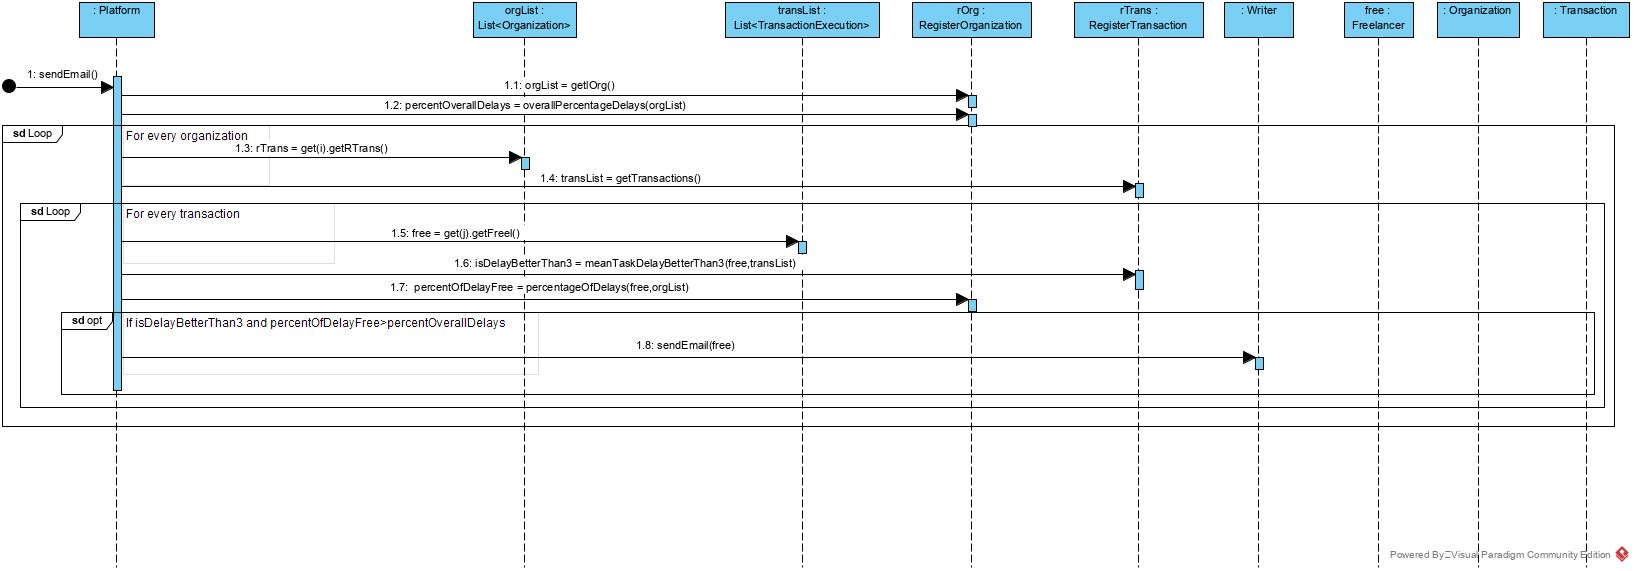 : Platform
orgList :
List<Organization>
transList :
List<TransactionExecution>
rOrg :
RegisterOrganization
rTrans :
RegisterTransaction
: Writer
free :
Freelancer
: Organization
: Transaction
1: sendEmail()
1.1: orgList = getlOrg()
1.2: percentOverallDelays = overallPercentageDelays(orgList)
sd Loop
For every organization
1.3: rTrans = get(i).getRTrans()
1.4: transList = getTransactions()
sd Loop
For every transaction
1.5: free = get(j).getFreel()
1.6: isDelayBetterThan3 = meanTaskDelayBetterThan3(free,transList)
1.7: percentOfDelayFree = percentageOfDelays(free,orgList)
sd opt
If isDelayBetterThan3 and percentOfDelayFree>percentOverallDelays
1.8: sendEmail(free)
Powered By Visual Paradigm Community Edition